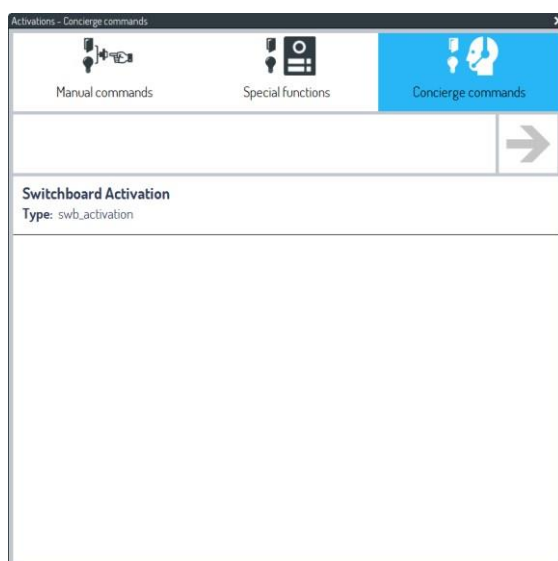 Activations - Concierge commands
Manual commands
Special functions
Concierge commands
Switchboard Activation
Type: swb_activation